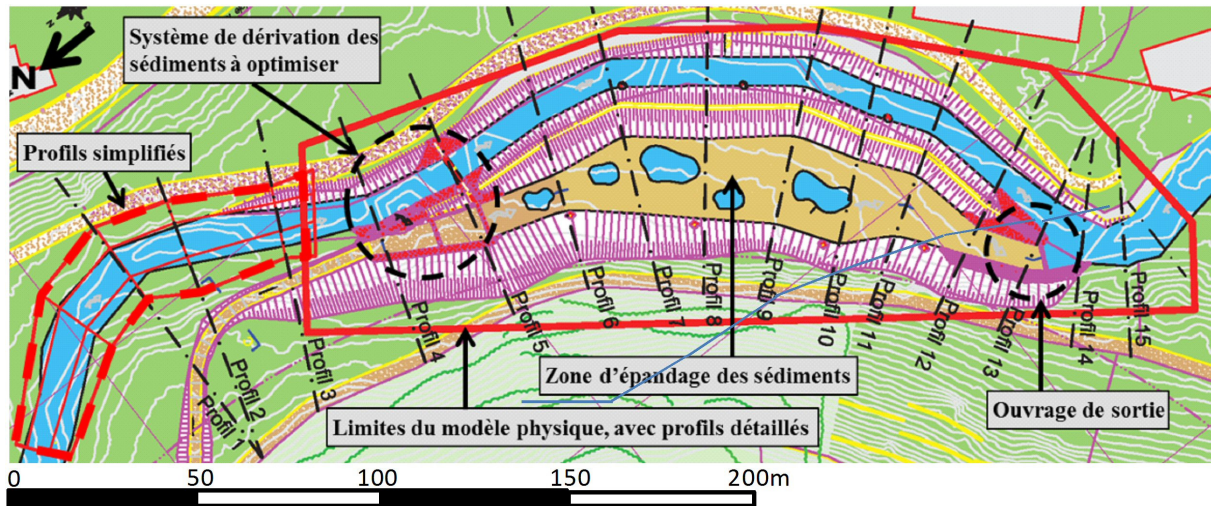 N
Système de dérivation des
sédiments à optimiser
Profils simplifiés
Profil 1
Profil 2
Profil 3
Profil 4
Profil 5
Profil 6
Profil 7
Profil 8
Profil 9
Profil 10
Profil 11
Profil 12
Profil 13
Profil 14
Profil 15
Zone d'épandage des sédiments
Ouvrage de sortie
Limites du modèle physique, avec profils détaillés
0 50 100 150 200m